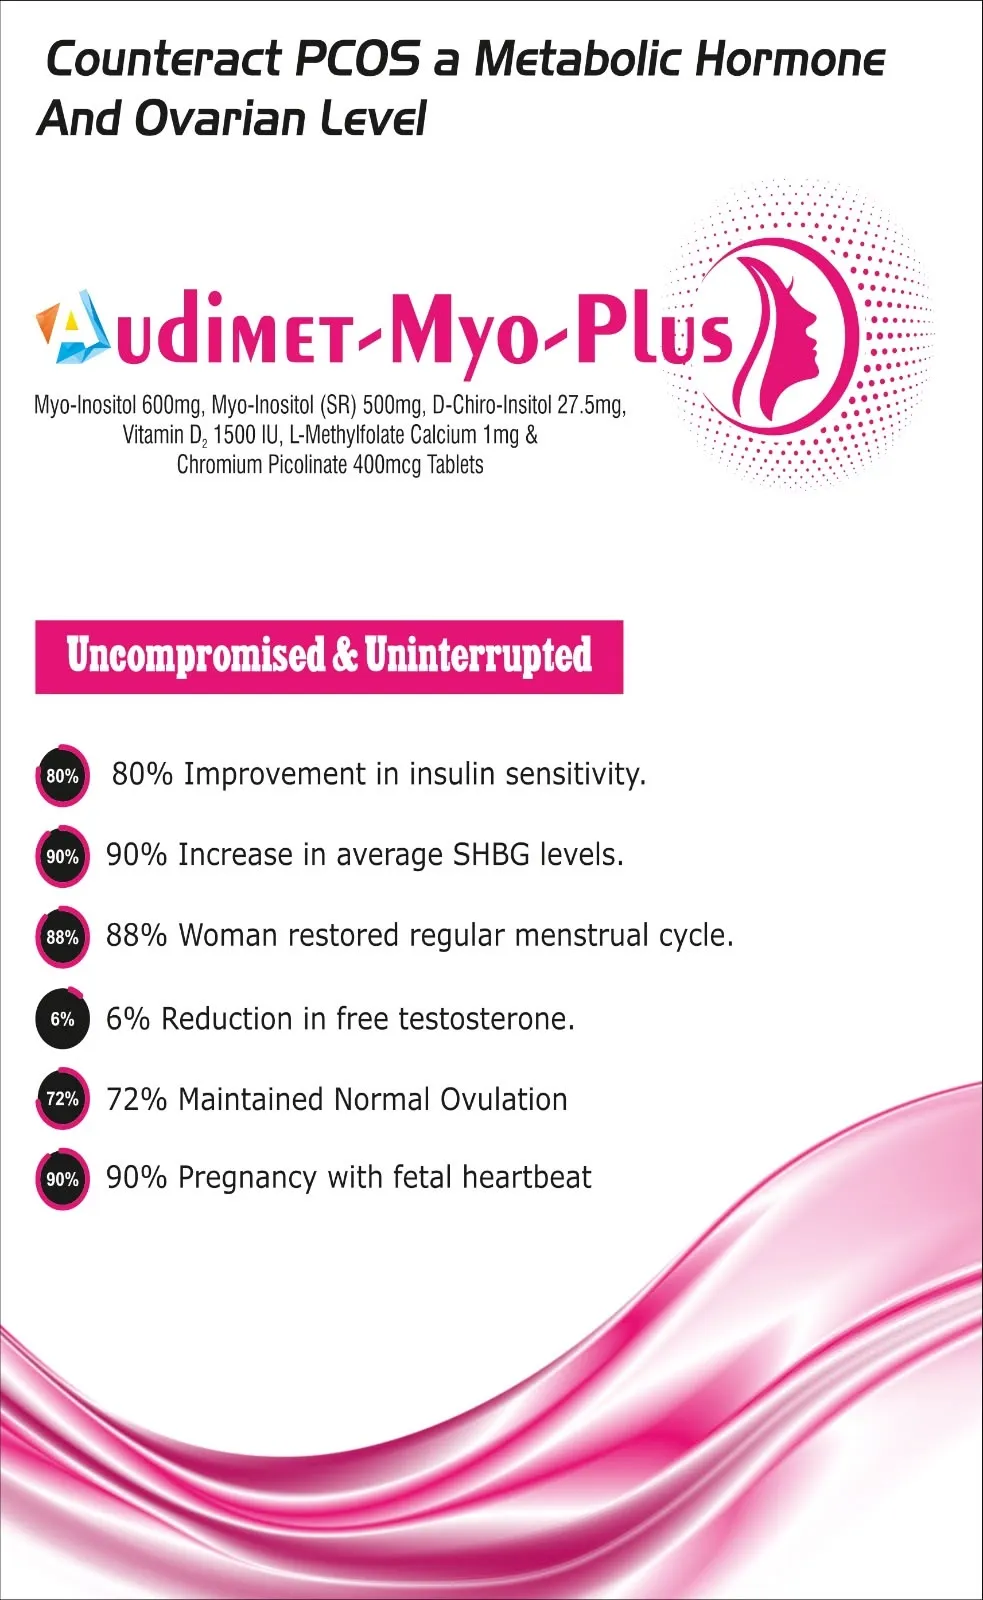 Counteract PCOS a Metabolic Hormone
And Ovarian Level
Audimet-Myo-Plus
Myo-Inositol 600mg, Myo-Inositol (SR) 500mg, D-Chiro-Insitol 27.5mg,
Vitamin D₂ 1500 IU, L-Methylfolate Calcium 1mg &
Chromium Picolinate 400mcg Tablets
Uncompromised & Uninterrupted
80% 80% Improvement in insulin sensitivity.
90% 90% Increase in average SHBG levels.
88% 88% Woman restored regular menstrual cycle.
6% 6% Reduction in free testosterone.
72% 72% Maintained Normal Ovulation
90% 90% Pregnancy with fetal heartbeat